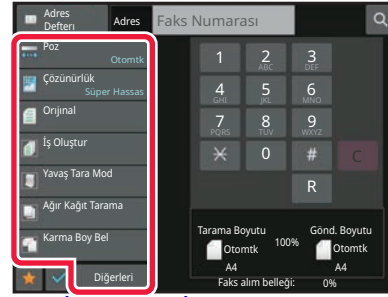 Adres Defterı
Adres
Faks Numarası
Poz
Otomtk
Çözünürlük
Süper Hassas
Orıjınal
İş Oluştur
Yavaş Tara Mod
Ağır Kağıt Tarama
Karma Boy Bel
Diğerleri
1
2
ABC
3
DEF
4
GHI
5
JKL
6
MNO
7
PQRS
8
TUV
9
WXYZ
0
#
C
R
Tarama Boyutu
Otomtk
A4
100%
Gönd. Boyutu
Otomtk
A4
Faks alım belleği: 0%